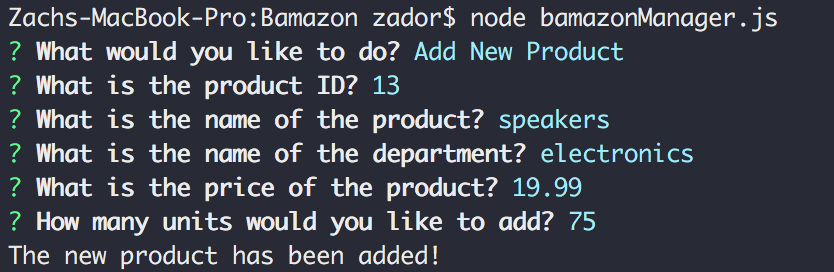 Zachs-MacBook-Pro:Bamazon zador$ node bamazonManager.js
? What would you like to do? Add New Product
? What is the product ID? 13
? What is the name of the product? speakers
? What is the name of the department? electronics
? What is the price of the product? 19.99
? How many units would you like to add? 75
The new product has been added!